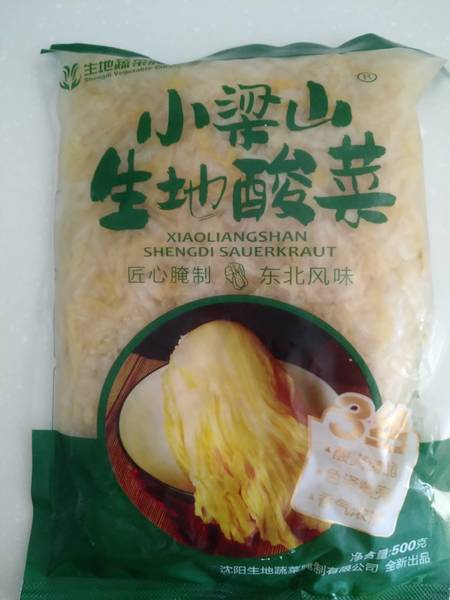 生地蔬菜
Shengdi Vegetable
小梁山®
生地酸菜
XIAOLIANGSHAN
SHENGDI SAUERKRAUT
匠心腌制 东北风味
净含量:500克
沈阳生地蔬菜腌制有限公司 全新出品